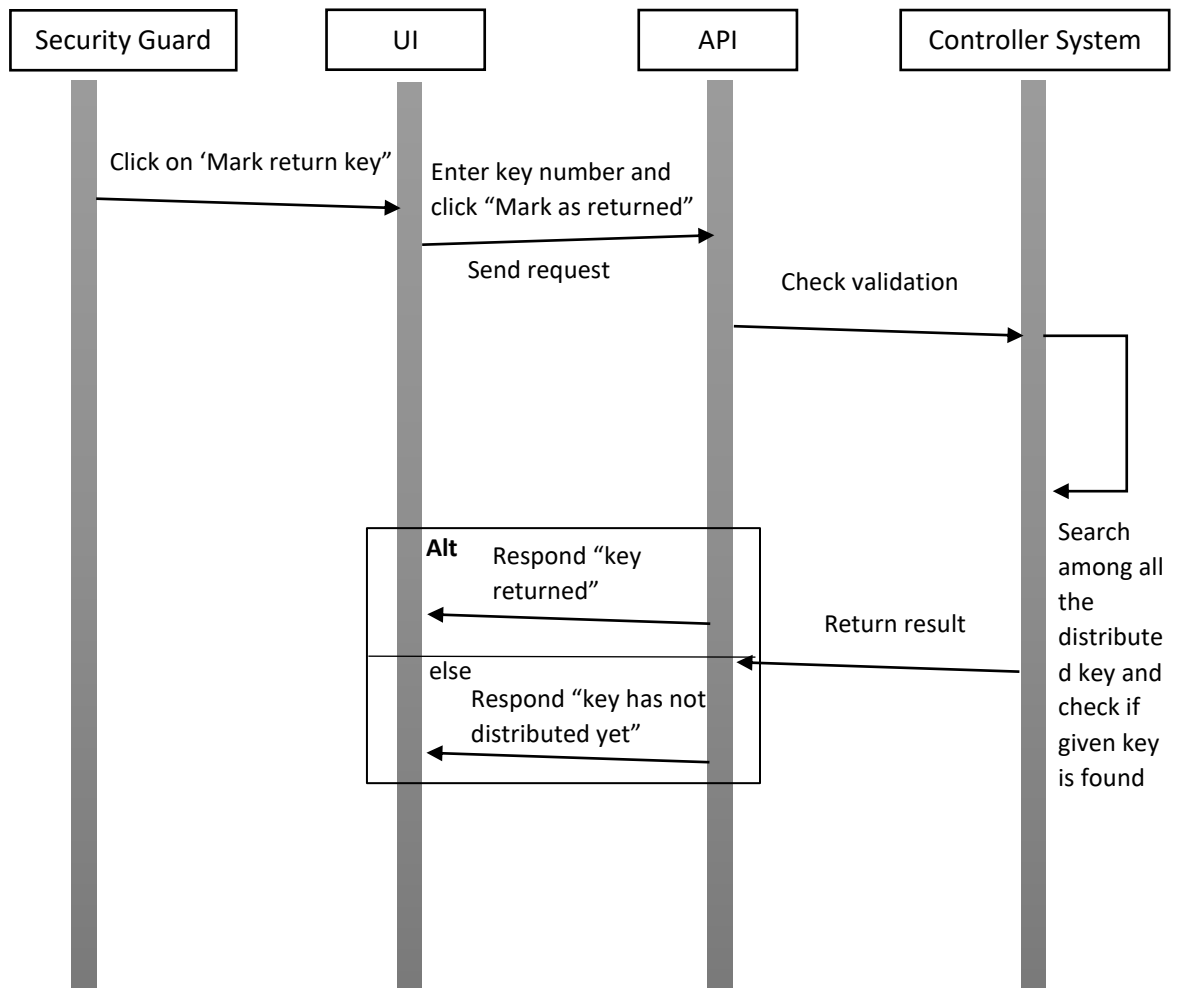 Security Guard
UI
API
Controller System
Click on ‘Mark return key”
Enter key number and
click “Mark as returned”
Send request
Check validation
Search
among all
the
distribute
d key and
check if
given key
is found
Alt
Respond “key
returned”
Return result
else
Respond “key has not
distributed yet”